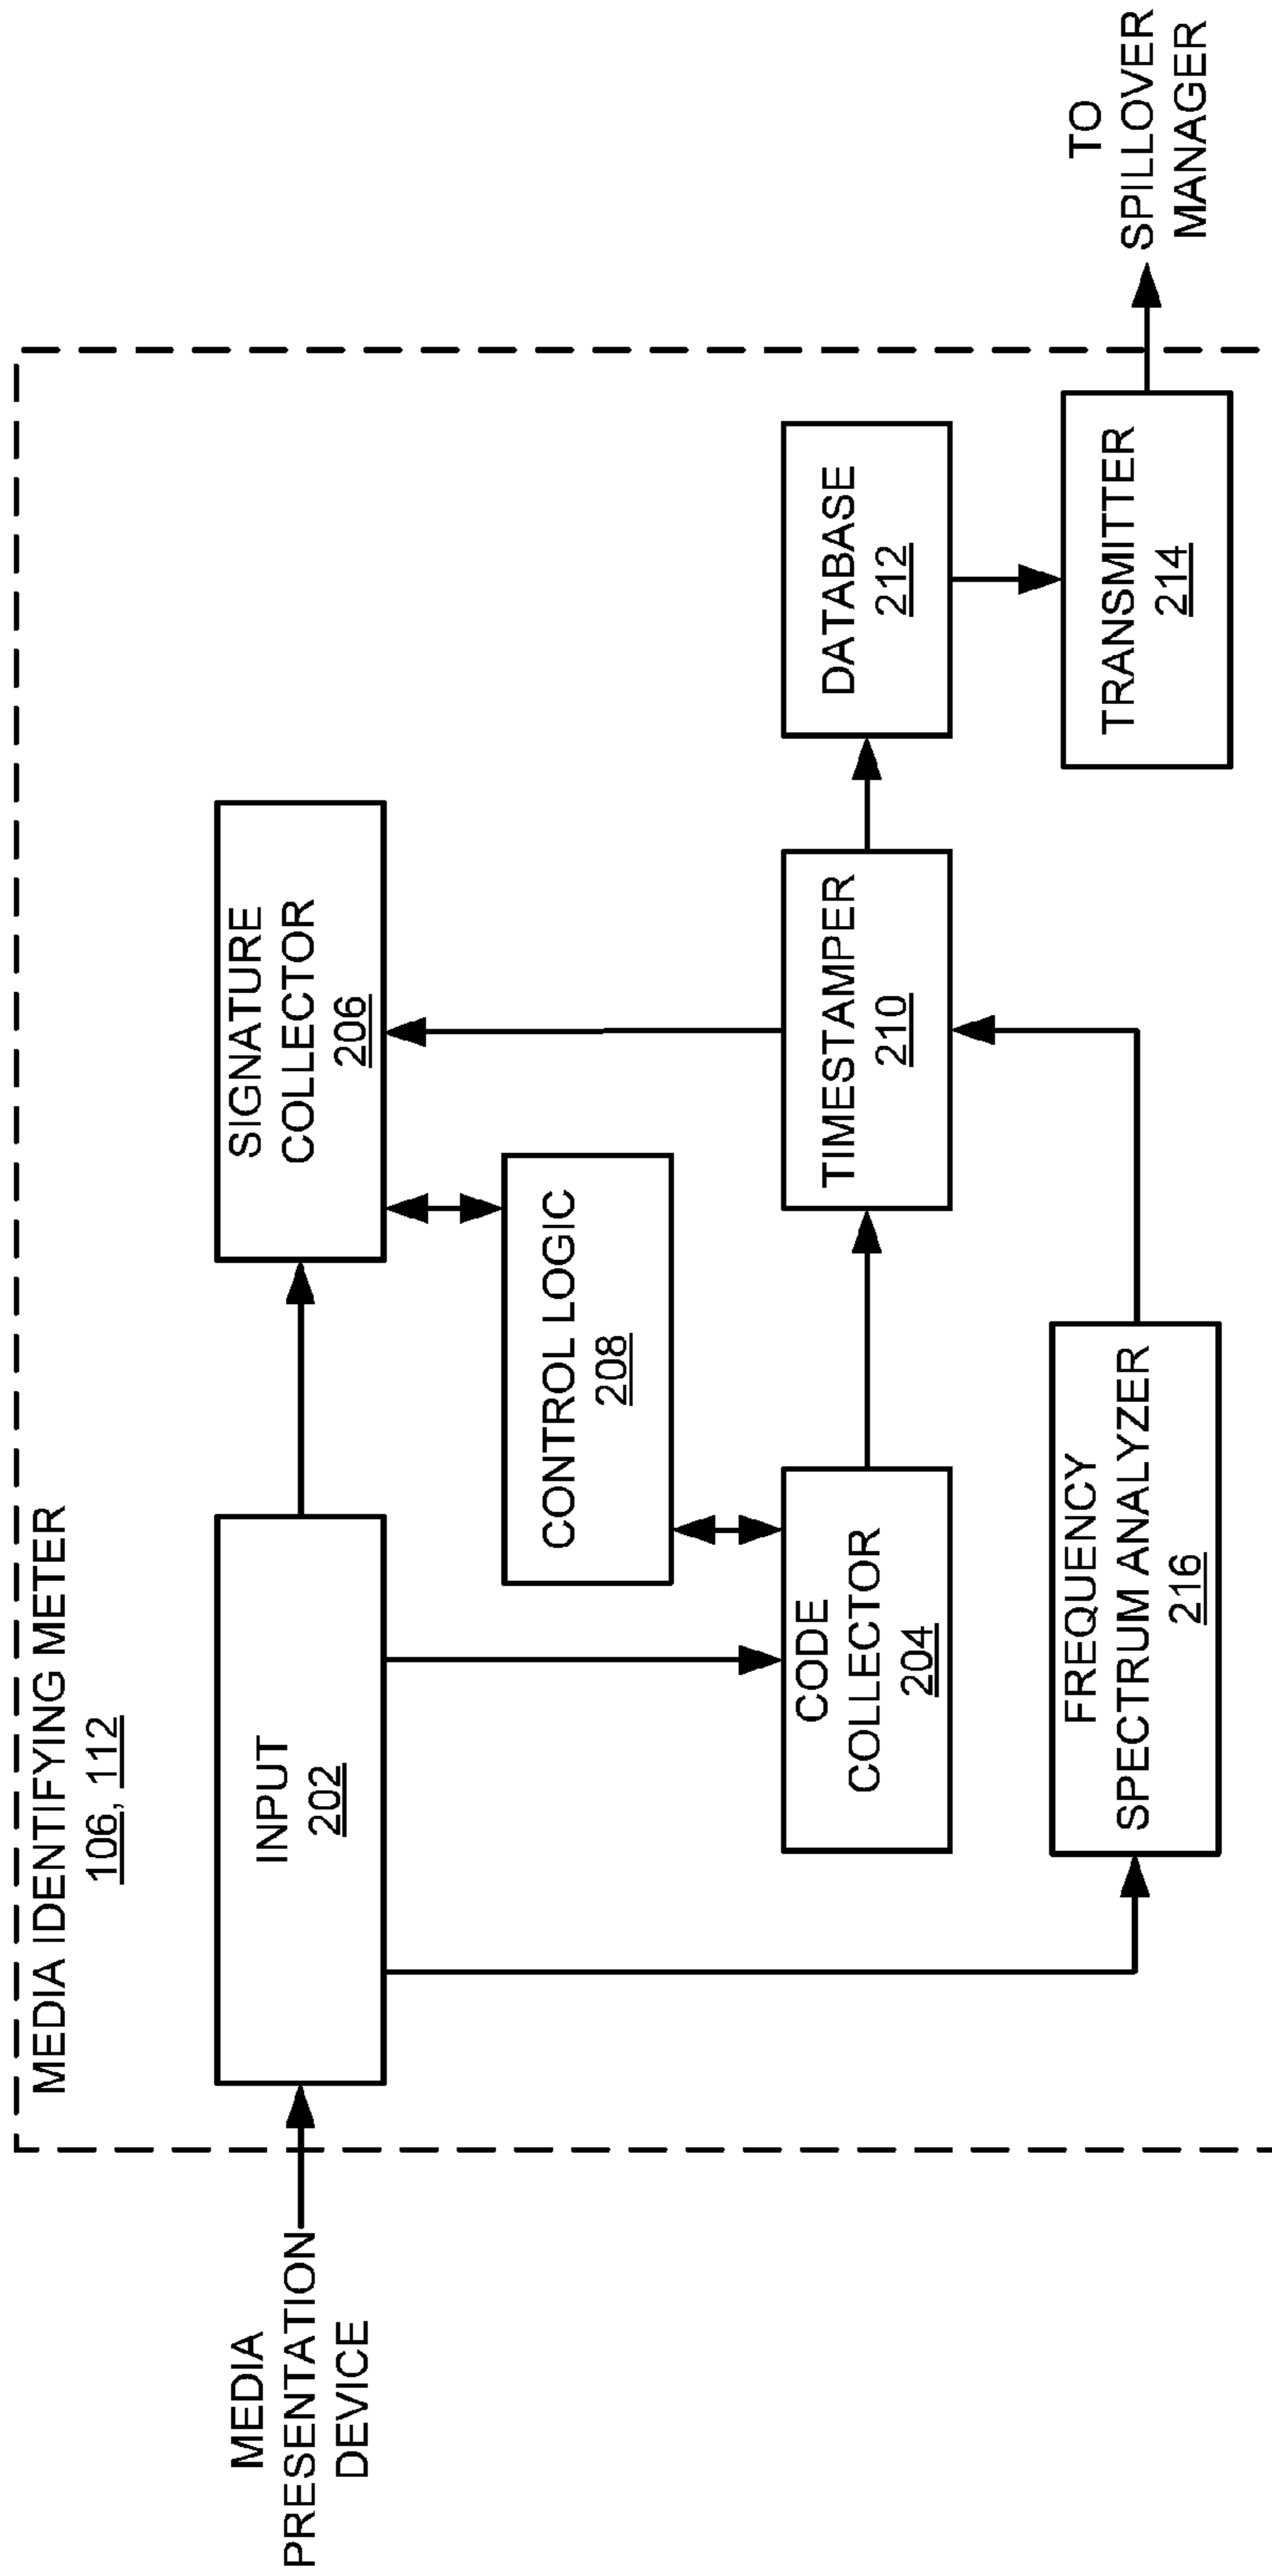 MEDIA IDENTIFYING METER
106, 112
MEDIA
PRESENTATION
DEVICE
INPUT
202
SIGNATURE
COLLECTOR
206
CONTROL LOGIC
208
CODE
COLLECTOR
204
TIMESTAMPER
210
DATABASE
212
FREQUENCY
SPECTRUM ANALYZER
216
TRANSMITTER
214
TO
SPILLOVER
MANAGER